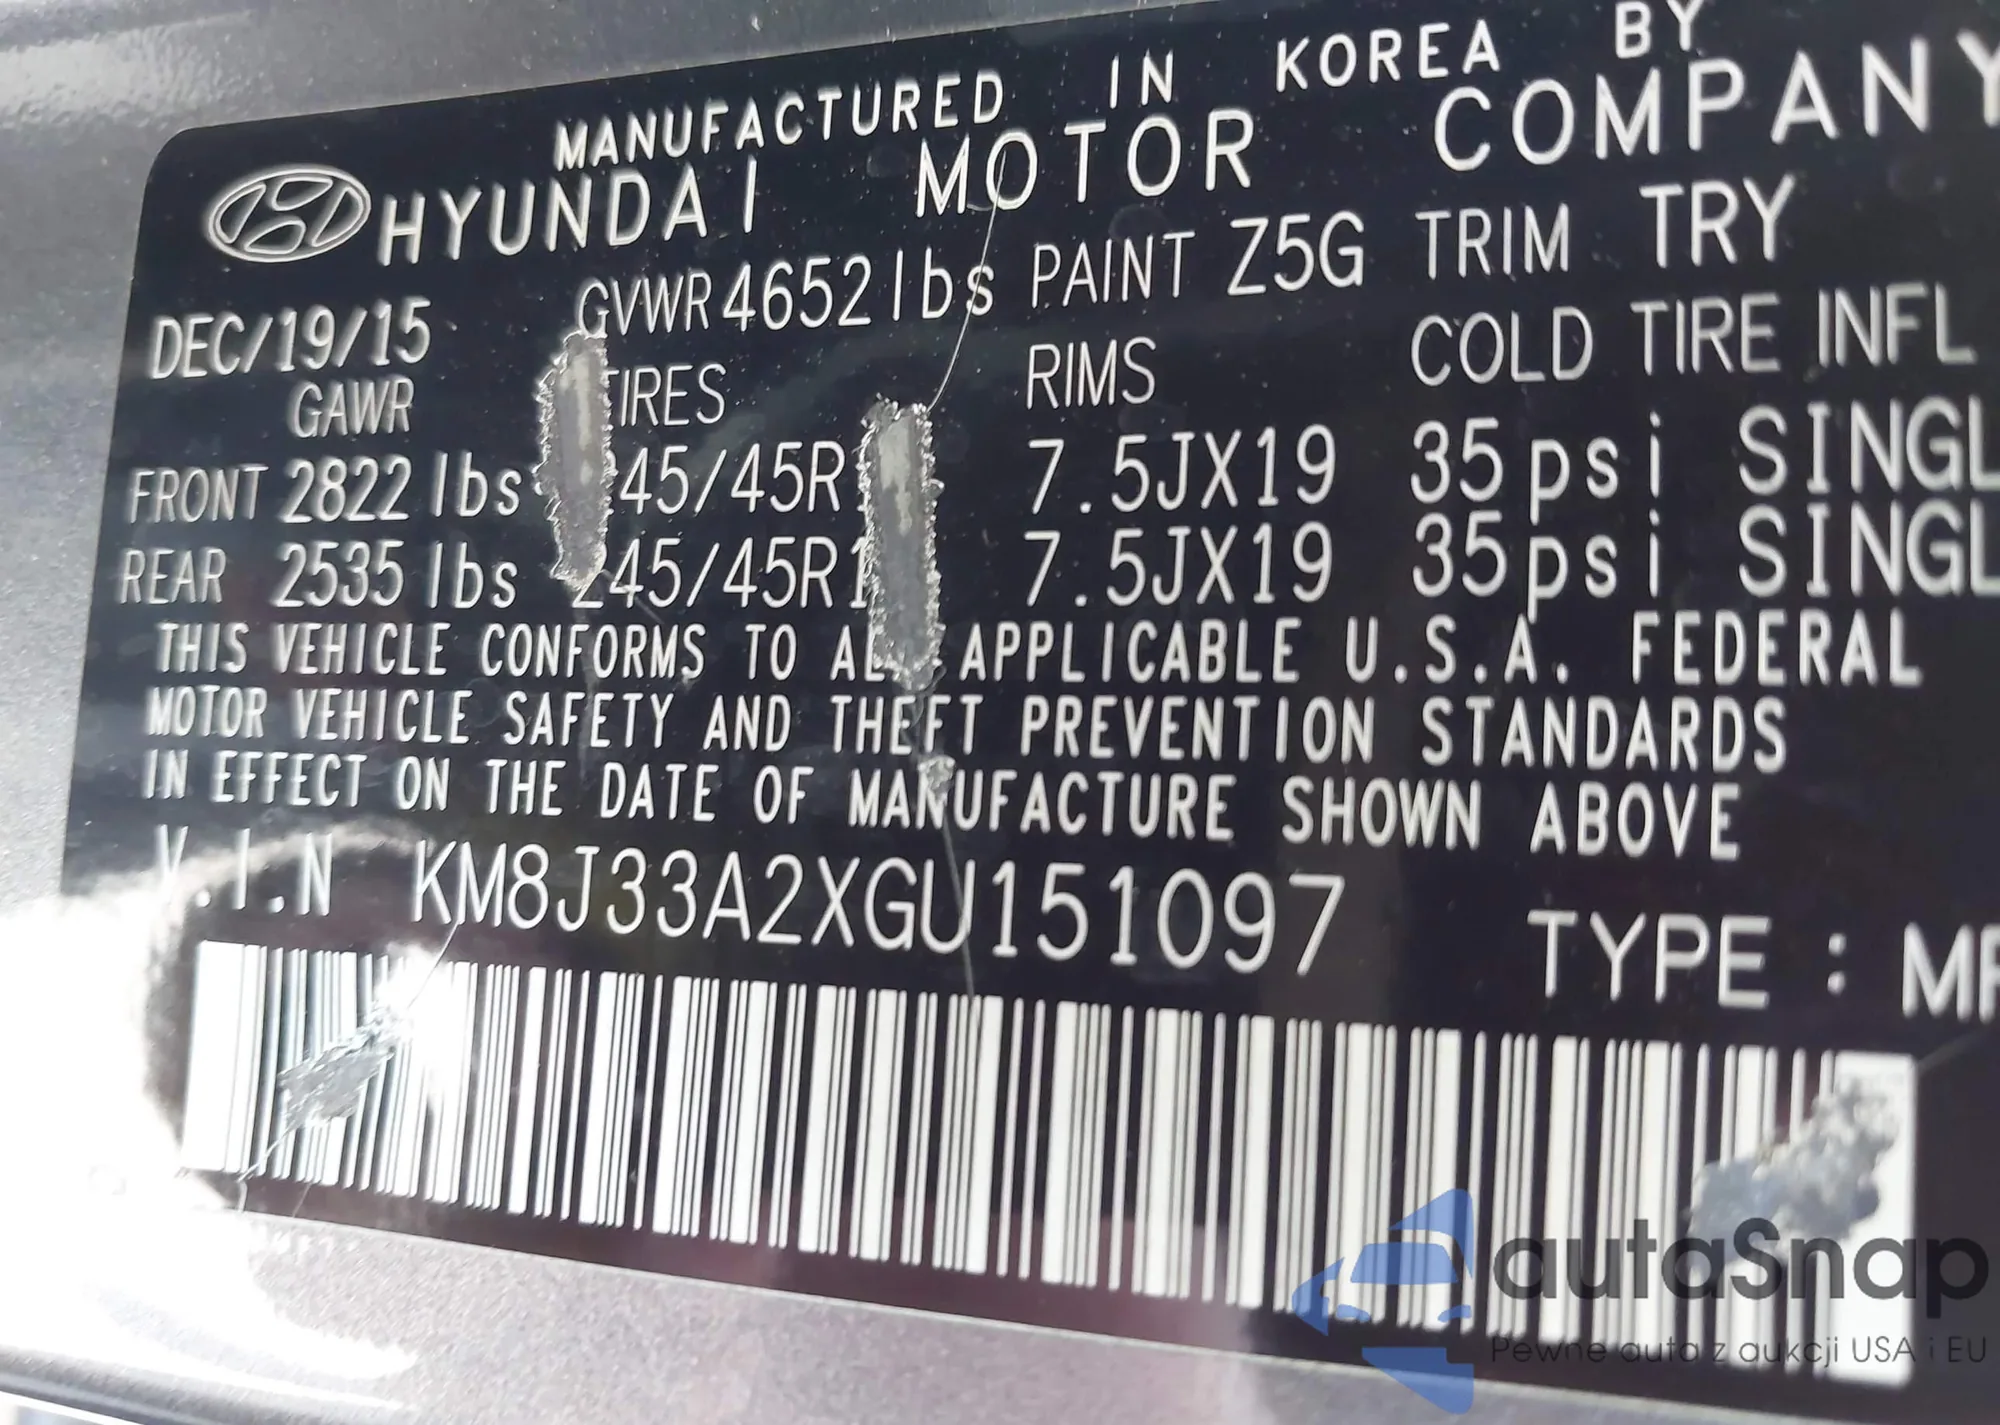 MANUFACTURED IN KOREA BY
HYUNDAI MOTOR COMPANY
DEC/19/15 GVWR 4652 lbs PAINT Z5G TRIM TRY
GAWR TIRES RIMS COLD TIRE INFL
FRONT 2822 lbs 45/45R 7.5JX19 35psi SINGL
REAR 2535 lbs 245/45R1 7.5JX19 35psi SINGL
THIS VEHICLE CONFORMS TO ALL APPLICABLE U.S.A. FEDERAL
MOTOR VEHICLE SAFETY AND THEFT PREVENTION STANDARDS
IN EFFECT ON THE DATE OF MANUFACTURE SHOWN ABOVE
V.I.N KM8J33A2XGU151097 TYPE : MP
autaSnap
Pewne auta z aukcji USA i EU